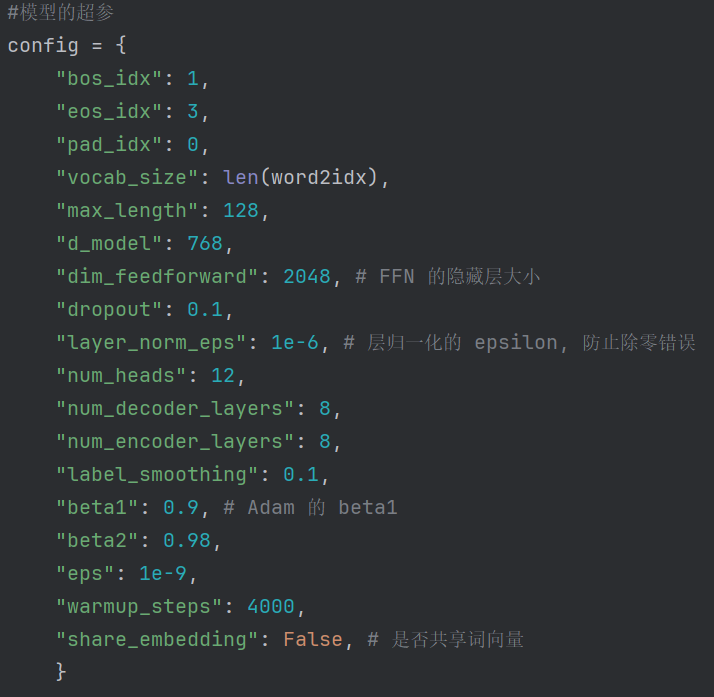 #模型的超参
config = {
    "bos_idx": 1,
    "eos_idx": 3,
    "pad_idx": 0,
    "vocab_size": len(word2idx),
    "max_length": 128,
    "d_model": 768,
    "dim_feedforward": 2048, # FFN 的隐藏层大小
    "dropout": 0.1,
    "layer_norm_eps": 1e-6, # 层归一化的 epsilon, 防止除零错误
    "num_heads": 12,
    "num_decoder_layers": 8,
    "num_encoder_layers": 8,
    "label_smoothing": 0.1,
    "beta1": 0.9, # Adam 的 beta1
    "beta2": 0.98,
    "eps": 1e-9,
    "warmup_steps": 4000,
    "share_embedding": False, # 是否共享词向量
    }